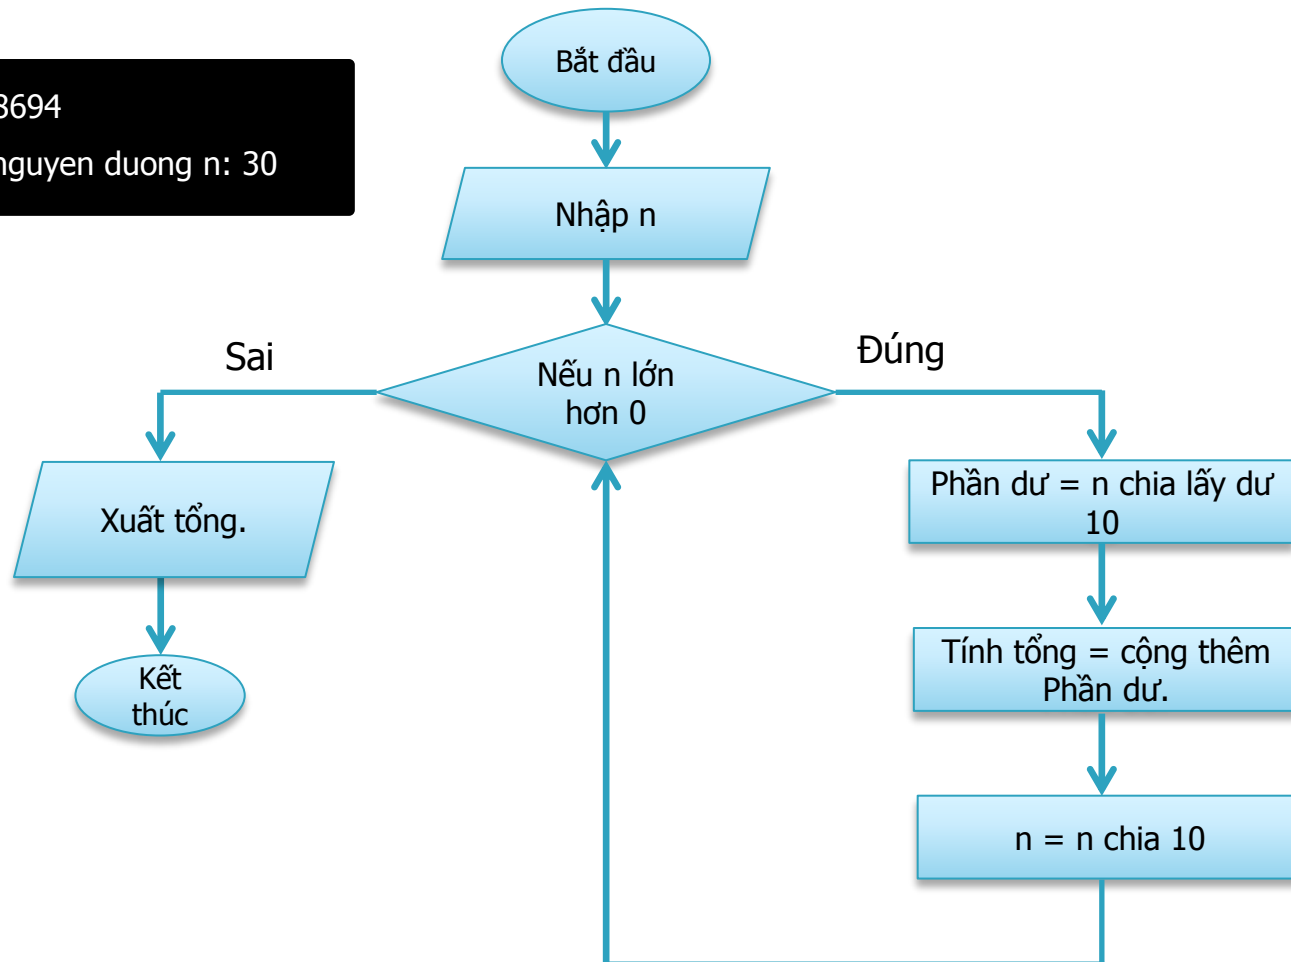 Bắt đầu
8694
nguyen duong n: 30
Nhập n
Sai
Đúng
Nếu n lớn
hơn 0
Xuất tổng.
Kết
thúc
Phần dư = n chia lấy dư
10
Tính tổng = cộng thêm
Phần dư.
n = n chia 10